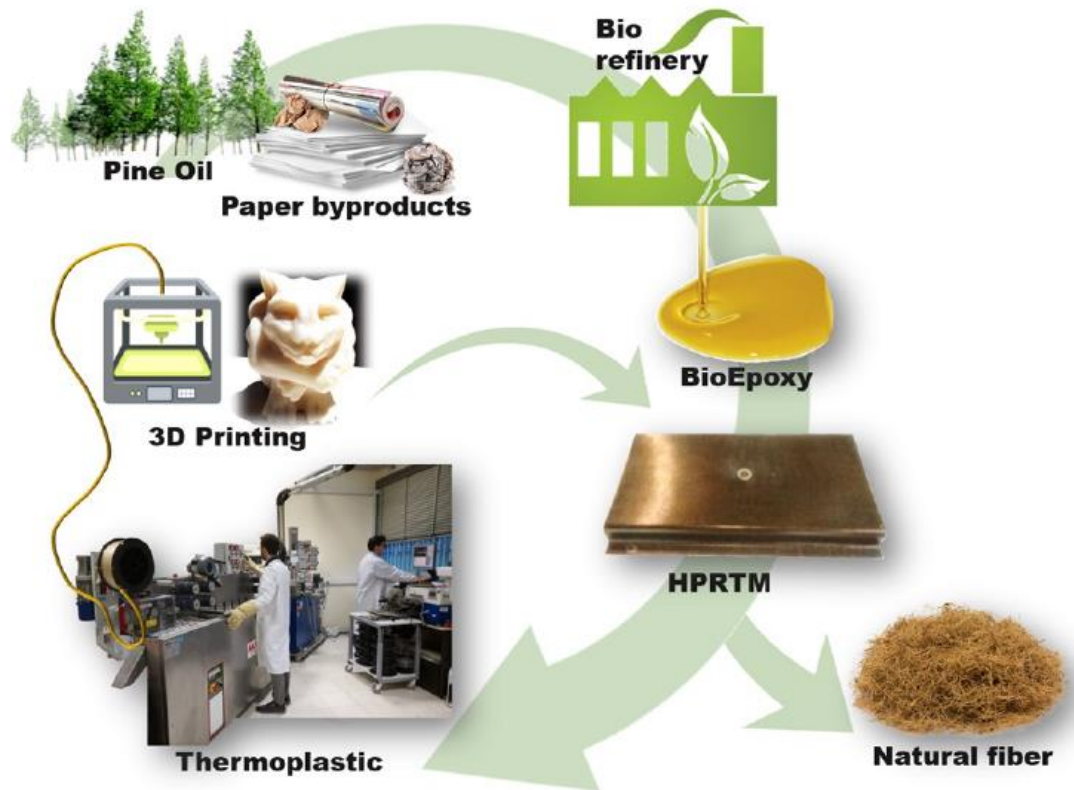 Bio
refinery
Pine Oil
Paper byproducts
BioEpoxy
3D Printing
HPRTM
Natural fiber
Thermoplastic